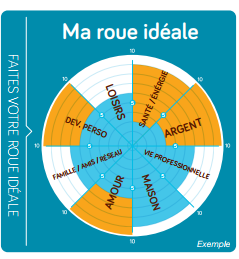 Ma roue idéale
FAITES VOTRE ROUE IDÉALE
10
10
10
10
10
10
10
10
5
5
5
5
5
5
5
5
LOISIRS
SANTÉ / ÉNERGIE
DEV. PERSO
ARGENT
FAMILLE / AMIS / RÉSEAU
VIE PROFESSIONNELLE
AMOUR
MAISON
Exemple